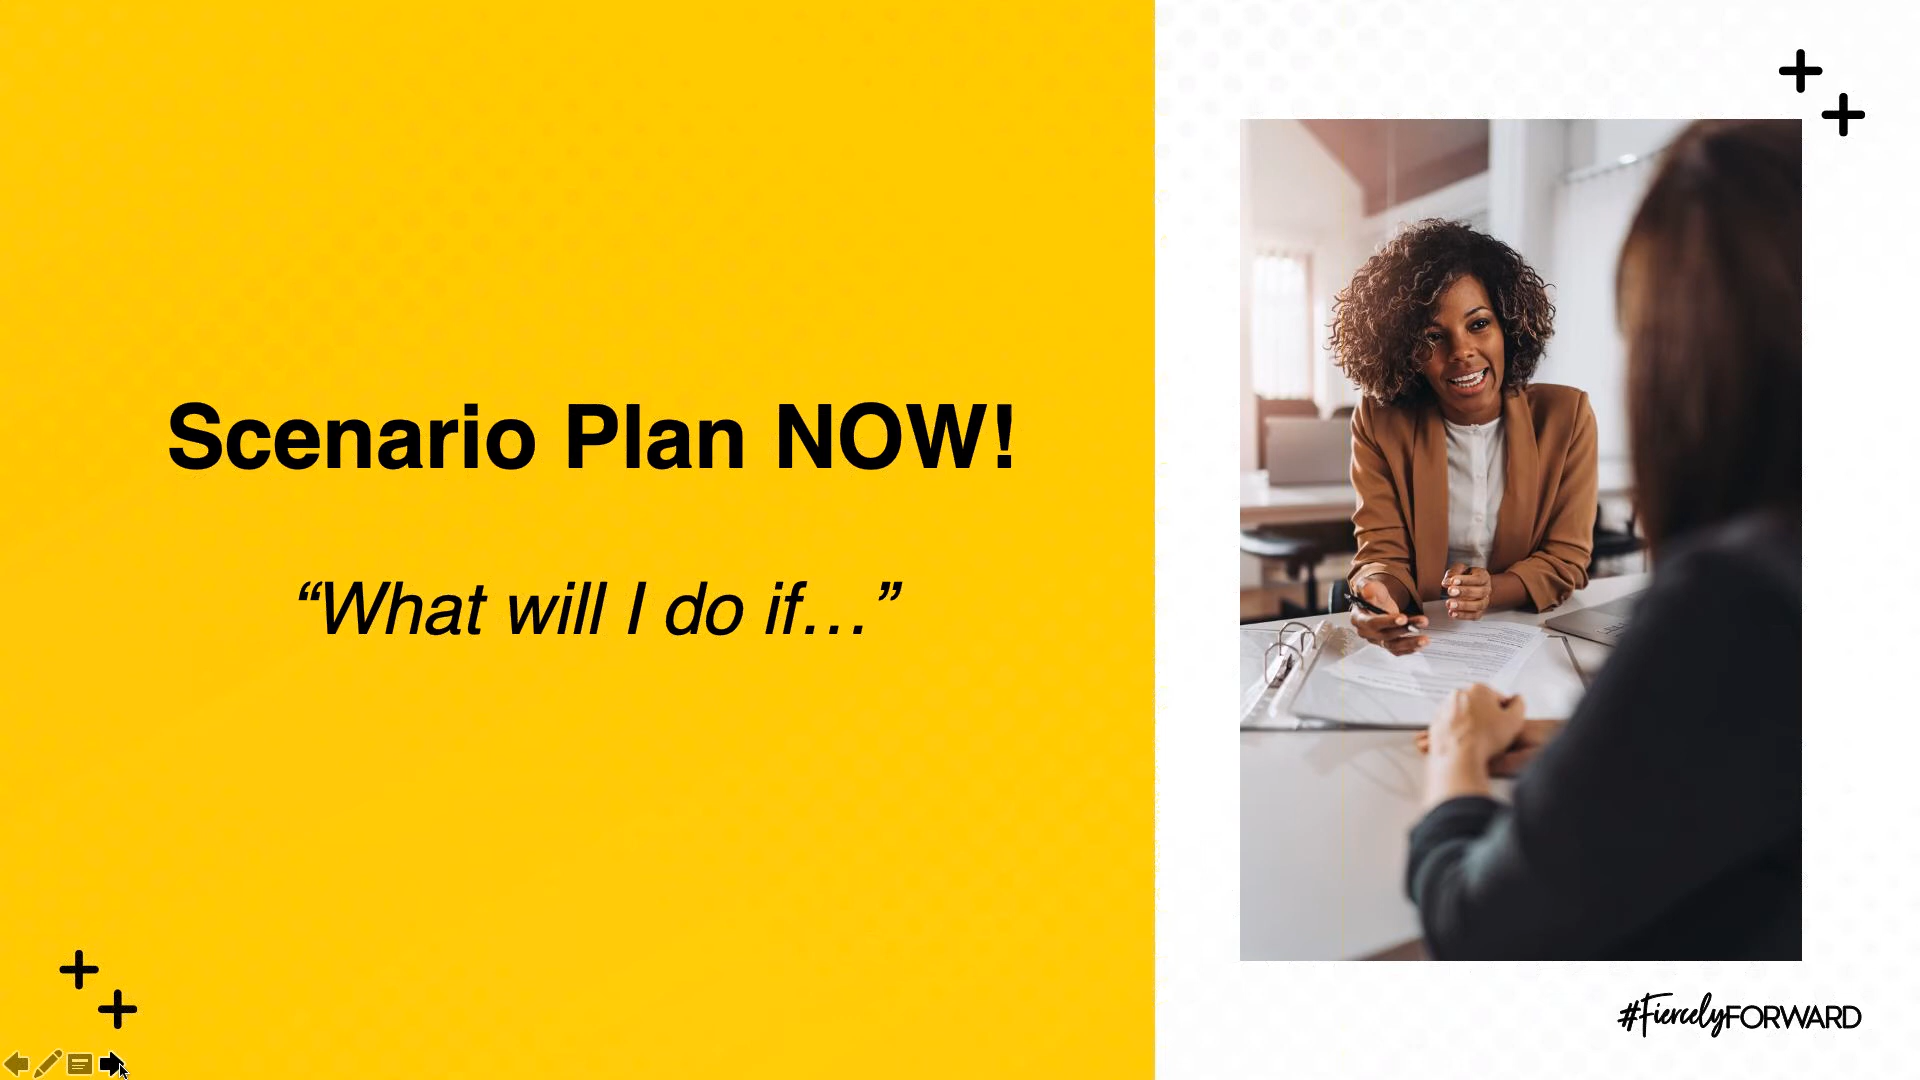 Scenario Plan NOW!
“What will I do if…”
#FiercelyFORWARD